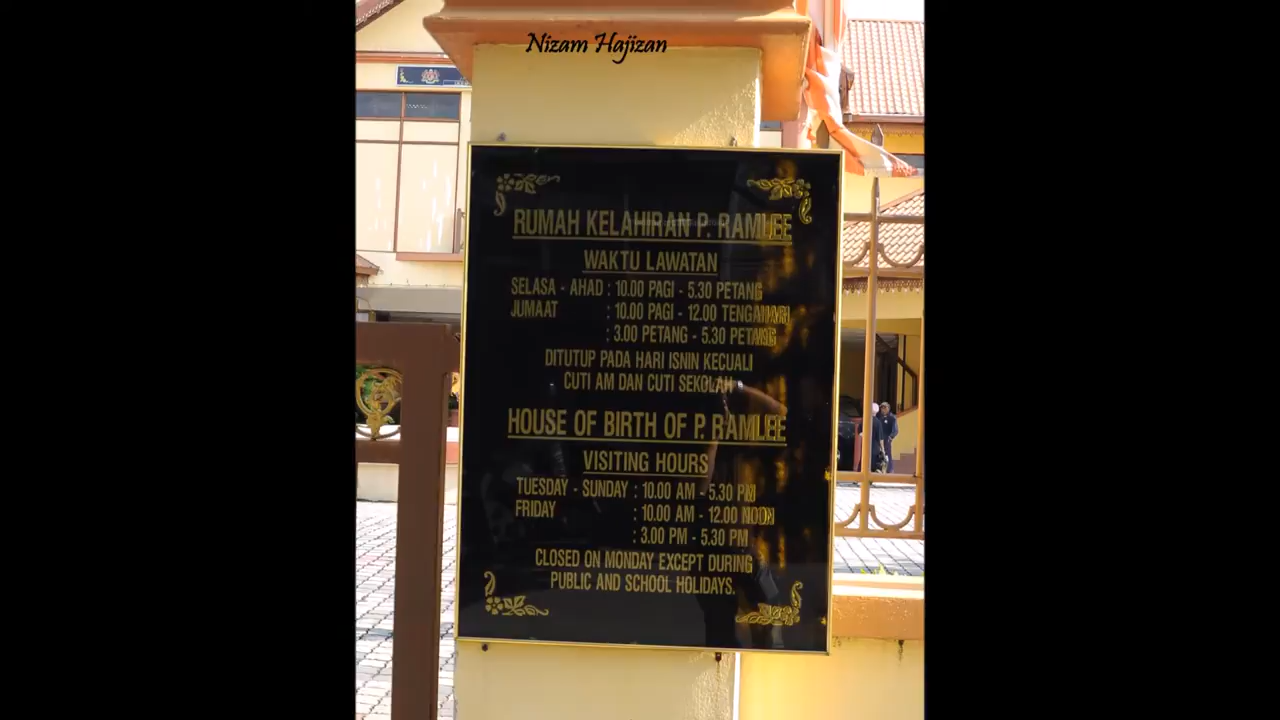 Nizam Hajizan
RUMAH KELAHIRAN P. RAMLEE
WAKTU LAWATAN
SELASA - AHAD : 10.00 PAGI - 5.30 PETANG
JUMAAT : 10.00 PAGI - 12.00 TENGAHARI
: 3.00 PETANG - 5.30 PETANG
DITUTUP PADA HARI ISNIN KECUALI
CUTI AM DAN CUTI SEKOLAH
HOUSE OF BIRTH OF P. RAMLEE
VISITING HOURS
TUESDAY - SUNDAY : 10.00 AM - 5.30 PM
FRIDAY : 10.00 AM - 12.00 NOON
: 3.00 PM - 5.30 PM
CLOSED ON MONDAY EXCEPT DURING
PUBLIC AND SCHOOL HOLIDAYS.